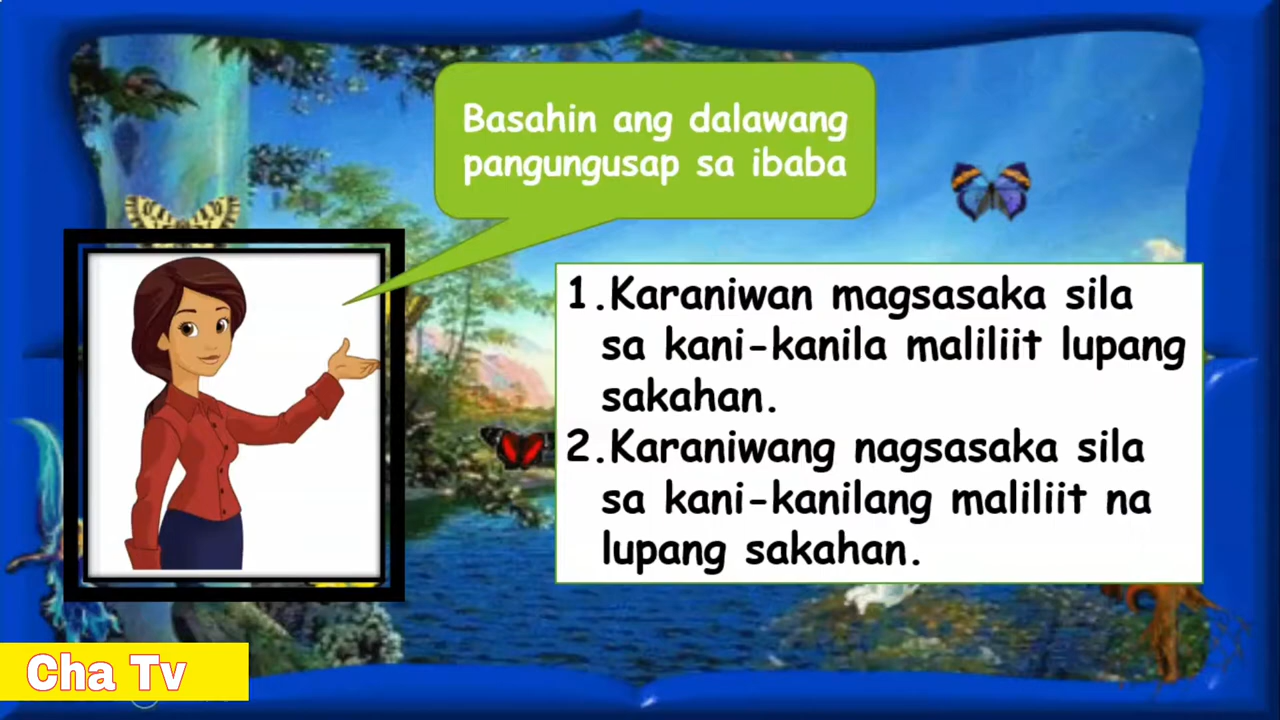 Basahin ang dalawang
pangungusap sa ibaba
1.Karaniwan magsasaka sila
sa kani-kanila maliliit lupang
sakahan.
2.Karaniwang nagsasaka sila
sa kani-kanilang maliliit na
lupang sakahan.
Cha Tv